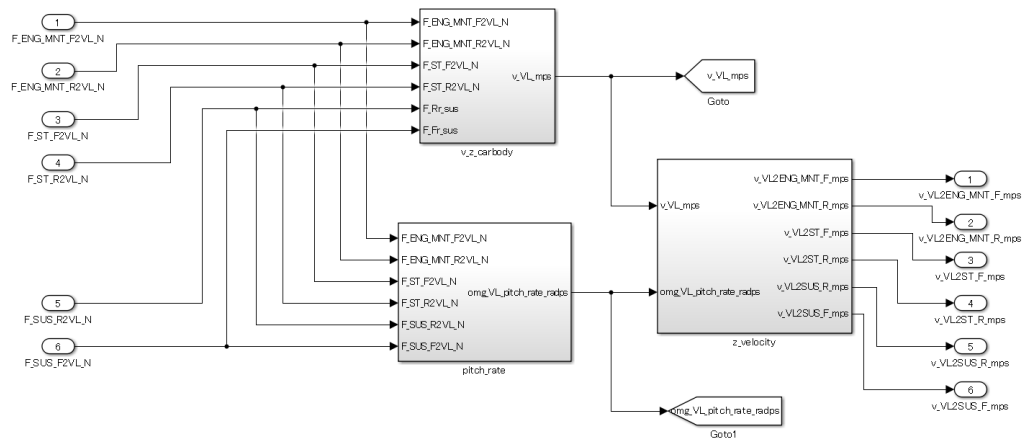 1
F_ENG_MNT_F2VL_N
2
F_ENG_MNT_R2VL_N
3
F_ST_F2VL_N
4
F_ST_R2VL_N
5
F_SUS_R2VL_N
6
F_SUS_F2VL_N
F_ENG_MNT_F2VL_N
F_ENG_MNT_R2VL_N
F_ST_F2VL_N
F_ST_R2VL_N
F_Rr_sus
F_Fr_sus
v_VL_mps
v_z_carbody
F_ENG_MNT_F2VL_N
F_ENG_MNT_R2VL_N
F_ST_F2VL_N
F_ST_R2VL_N
F_SUS_R2VL_N
F_SUS_F2VL_N
omg_VL_pitch_rate_radps
pitch_rate
v_VL_mps
Goto
v_VL_mps
omg_VL_pitch_rate_radps
v_VL2ENG_MNT_F_mps
v_VL2ENG_MNT_R_mps
v_VL2ST_F_mps
v_VL2ST_R_mps
v_VL2SUS_R_mps
v_VL2SUS_F_mps
z_velocity
omg_VL_pitch_rate_radps
Goto1
1
v_VL2ENG_MNT_F_mps
2
v_VL2ENG_MNT_R_mps
3
v_VL2ST_F_mps
4
v_VL2ST_R_mps
5
v_VL2SUS_R_mps
6
v_VL2SUS_F_mps